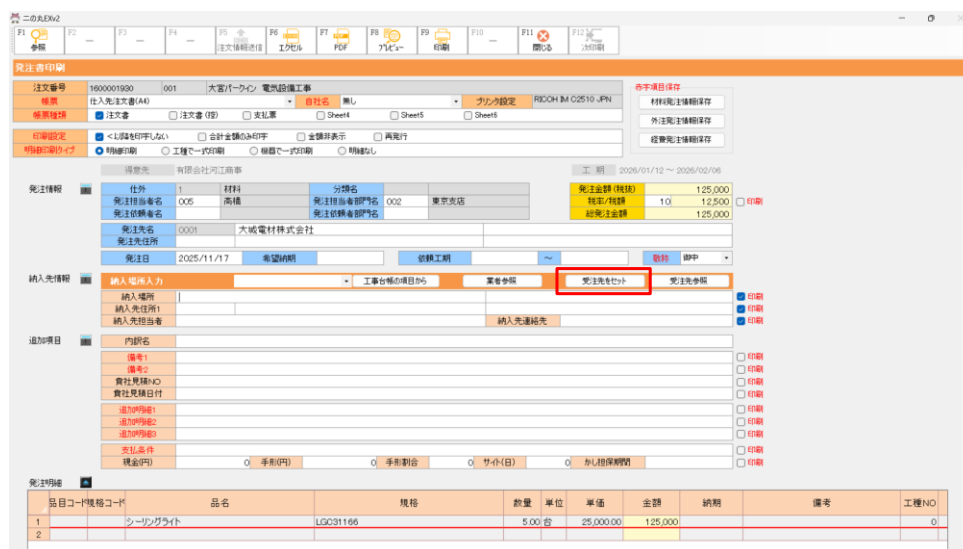 二の丸EXv2
F1 参照 F2 F3 F4 F5 注文情報送信 F6 エクセル F7 PDF F8 プレビュー F9 印刷 F10 F11 閉じる F12 次印刷
発注書印刷
注文番号 1600001930 001 大宮パークイン 電気設備工事
赤字項目保存
帳票 仕入先注文書(A4) 自社名 無し プリンタ設定 RICOH IM C2510 JPN
材料発注情報保存
帳票種類 注文書 注文書(控) 支払票 Sheet4 Sheet5 Sheet6
外注発注情報保存
印刷設定 <以降を印字しない 合計金額のみ印字 金額非表示 再発行
経費発注情報保存
明細印刷タイプ 明細印刷 工種で一式印刷 機器で一式印刷 明細なし
得意先 有限会社河江商事 工 期 2026/01/12 ～ 2026/02/06
発注情報 仕外 1 材料 分類名 発注金額(税抜) 125,000
発注担当者名 005 高橋 発注担当者部門名 002 東京支店 税率/税額 10 12,500 印刷
発注依頼者名 発注依頼者部門名 総発注金額 125,000
発注先名 0001 大城電材株式会社
発注先住所
発注日 2025/11/17 希望納期 依頼工期 ～ 敬称 御中
納入先情報 納入場所入力 工事台帳の項目から 業者参照 受注先をセット 受注先参照
納入場所 印刷
納入先住所1 印刷
納入先担当者 納入先連絡先 印刷
追加項目 内訳名
備考1 印刷
備考2 印刷
貴社見積NO 印刷
貴社見積日付 印刷
追加明細1 印刷
追加明細2 印刷
追加明細3 印刷
支払条件 印刷
現金(円) 0 手形(円) 0 手形割合 0 サイト(日) 0 かし担保期間 印刷
発注明細
品目コード 規格コード 品名 規格 数量 単位 単価 金額 納期 備考 工種NO
1 シーリングライト LGC31166 5.00 台 25,000.00 125,000 0
2